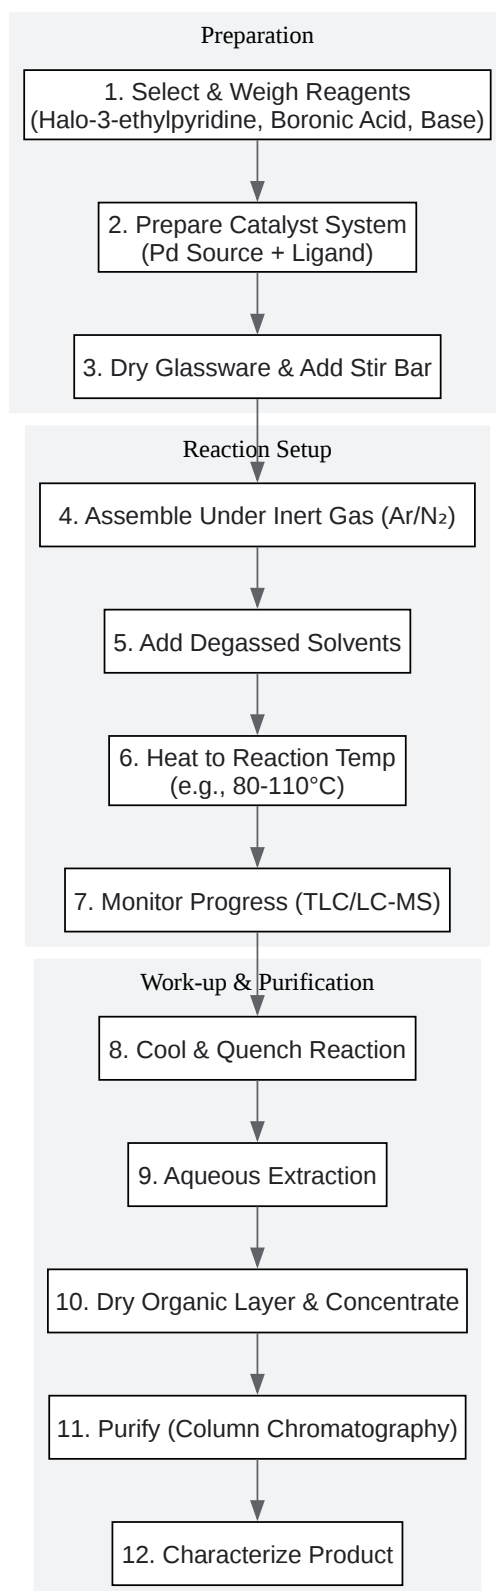 Preparation
1. Select & Weigh Reagents
(Halo-3-ethylpyridine, Boronic Acid, Base)
2. Prepare Catalyst System
(Pd Source + Ligand)
3. Dry Glassware & Add Stir Bar
Reaction Setup
4. Assemble Under Inert Gas (Ar/N₂)
5. Add Degassed Solvents
6. Heat to Reaction Temp
(e.g., 80-110°C)
7. Monitor Progress (TLC/LC-MS)
Work-up & Purification
8. Cool & Quench Reaction
9. Aqueous Extraction
10. Dry Organic Layer & Concentrate
11. Purify (Column Chromatography)
12. Characterize Product